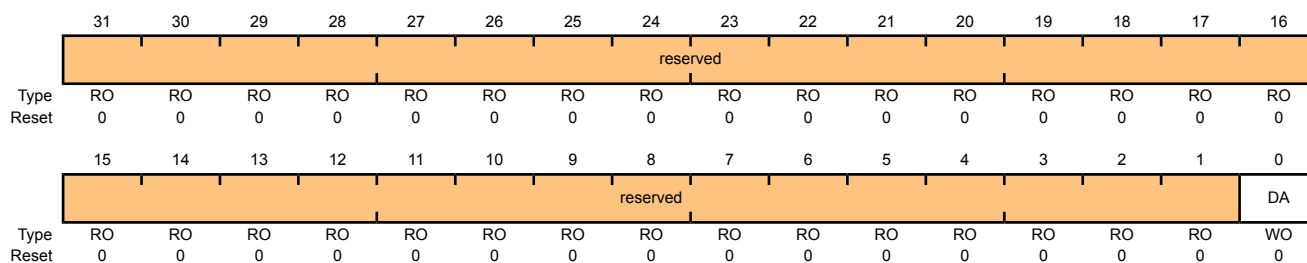 31 30 29 28 27 26 25 24 23 22 21 20 19 18 17 16
reserved
Type RO RO RO RO RO RO RO RO RO RO RO RO RO RO RO RO
Reset 0 0 0 0 0 0 0 0 0 0 0 0 0 0 0 0
15 14 13 12 11 10 9 8 7 6 5 4 3 2 1 0
reserved DA
Type RO RO RO RO RO RO RO RO RO RO RO RO RO RO RO WO
Reset 0 0 0 0 0 0 0 0 0 0 0 0 0 0 0 0